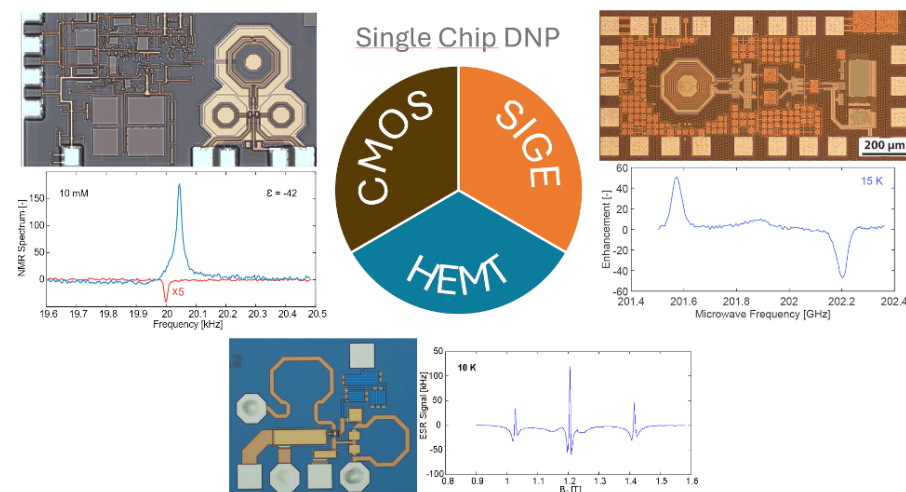 Single Chip DNP
CMOS
SIGE
HEMT
200 µm
10 mM
Ɛ = -42
x5
NMR Spectrum [-]
150
100
50
0
19.6 19.7 19.8 19.9 20.0 20.1 20.2 20.3 20.4 20.5
Frequency [kHz]
15 K
Enhancement [-]
60
40
20
0
-20
-40
-60
201.4 201.6 201.8 202 202.2 202.4
Microwave Frequency [GHz]
10 K
ESR Signal [kHz]
50
100
50
0
-50
-100
0.8 0.9 1 1.1 1.2 1.3 1.4 1.5 1.6
[T]